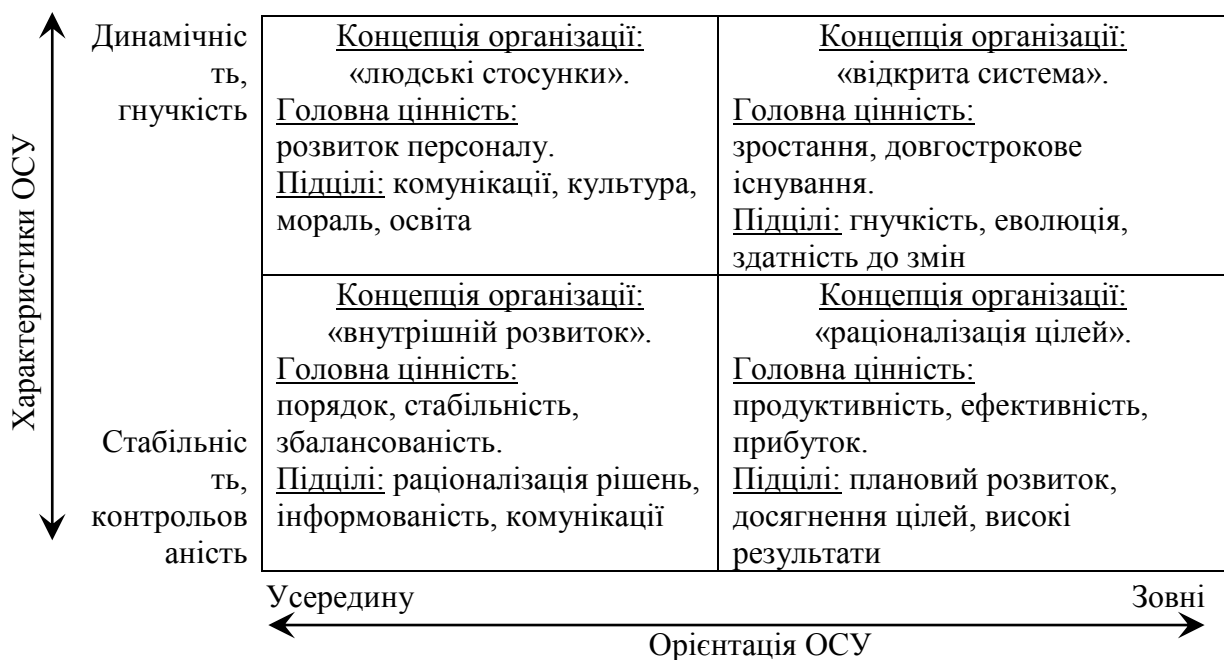 Характеристики ОСУ
Динамічніс
ть,
гнучкість
Концепція організації:
«людські стосунки».
Головна цінність:
розвиток персоналу.
Підцілі: комунікації, культура,
мораль, освіта
Концепція організації:
«відкрита система».
Головна цінність:
зростання, довгострокове
існування.
Підцілі: гнучкість, еволюція,
здатність до змін
Стабільніс
ть,
контрольов
аність
Концепція організації:
«внутрішній розвиток».
Головна цінність:
порядок, стабільність,
збалансованість.
Підцілі: раціоналізація рішень,
інформованість, комунікації
Концепція організації:
«раціоналізація цілей».
Головна цінність:
продуктивність, ефективність,
прибуток.
Підцілі: плановий розвиток,
досягнення цілей, високі
результати
Усередину
Зовні
Орієнтація ОСУ